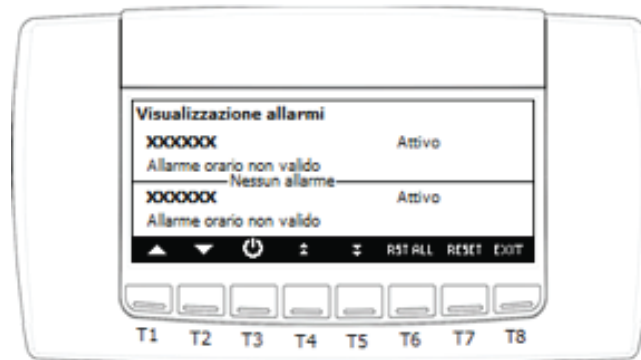 Visualizzazione allarmi
XXXXXX Attivo
Allarme orario non valido
Nessun allarme
XXXXXX Attivo
Allarme orario non valido
RST ALL RESET EXIT
T1 T2 T3 T4 T5 T6 T7 T8